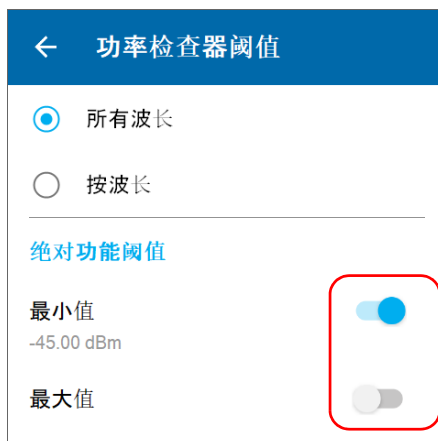 功率检查器阈值
所有波长
按波长
绝对功能阈值
最小值
-45.00 dBm
最大值